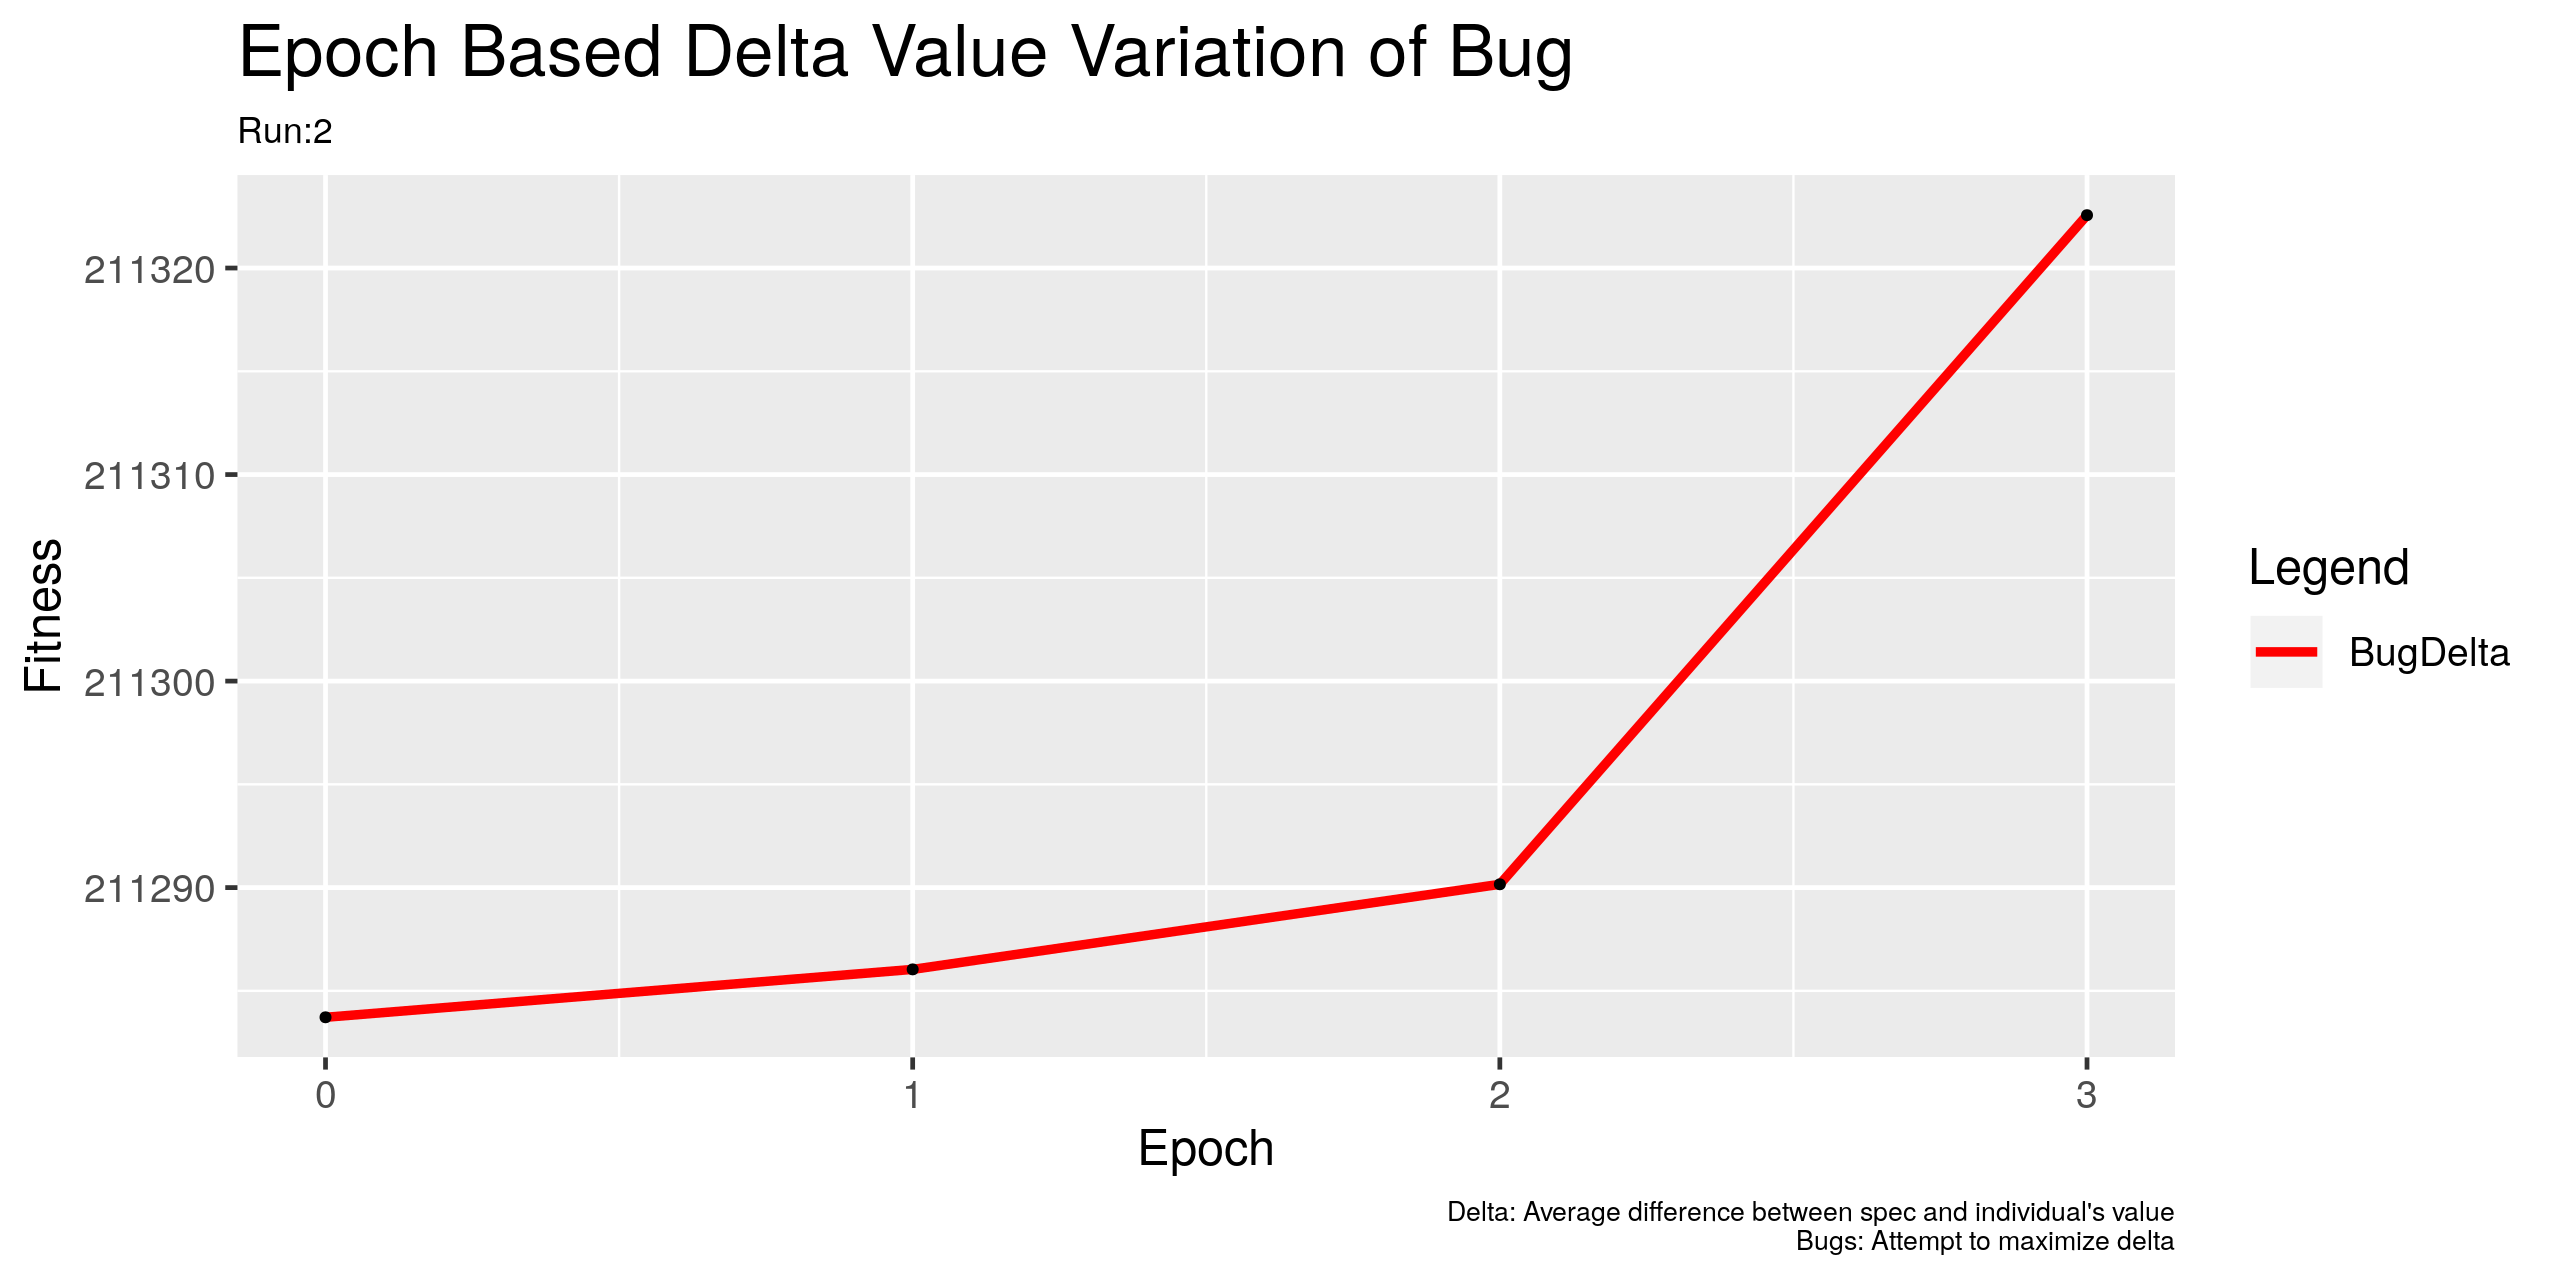 Epoch Based Delta Value Variation of Bug
Run:2
Fitness
211320
211310
211300
211290
0 1 2 3
Epoch
Legend
BugDelta
Delta: Average difference between spec and individual's value
Bugs: Attempt to maximize delta